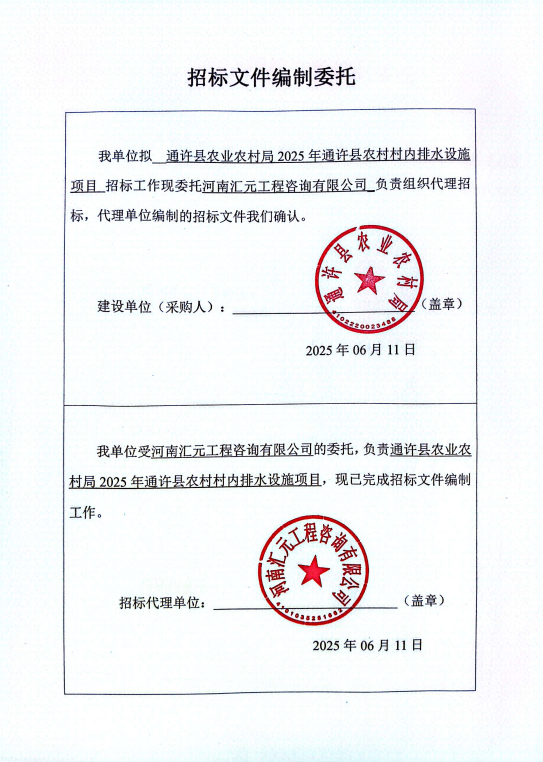 招标文件编制委托
我单位拟 通许县农业农村局 2025 年通许县农村村内排水设施
项目 招标工作现委托河南汇元工程咨询有限公司 负责组织代理招
标，代理单位编制的招标文件我们确认。
通许县农业农村局
建设单位（采购人）：（盖章）
4102220023408
2025 年 06 月 11 日
我单位受河南汇元工程咨询有限公司的委托，负责通许县农业农
村局 2025 年通许县农村村内排水设施项目，现已完成招标文件编制
工作。
河南汇元工程咨询有限公司
招标代理单位：（盖章）
2025 年 06 月 11 日